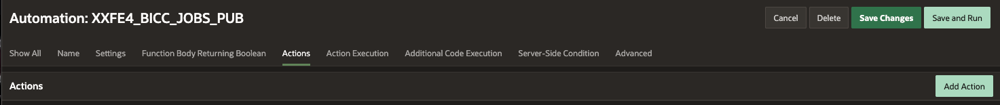 Automation: XXFE4_BICC_JOBS_PUB Cancel Delete Save Changes Save and Run
Show All Name Settings Function Body Returning Boolean Actions Action Execution Additional Code Execution Server-Side Condition Advanced
Actions Add Action